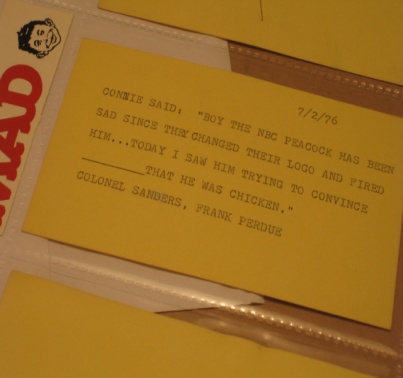 MAD
7/2/76
CONNIE SAID: "BOY THE NBC PEACOCK HAS BEEN
SAD SINCE THEY CHANGED THEIR LOGO AND FIRED
HIM...TODAY I SAW HIM TRYING TO CONVINCE
________THAT HE WAS CHICKEN."
COLONEL SANDERS, FRANK PERDUE